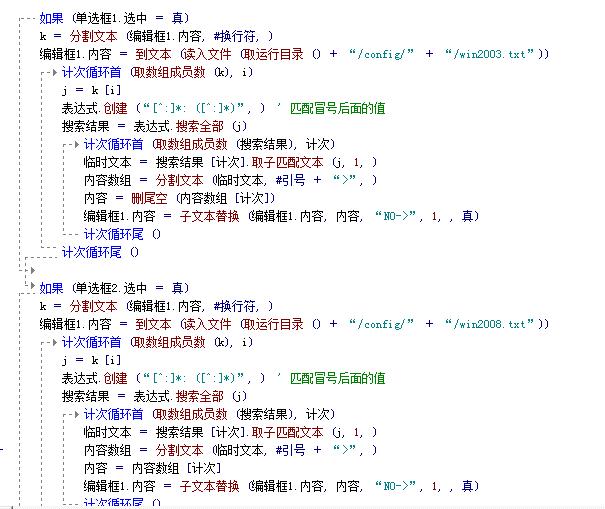 如果 (单选框1.选中 = 真)
k = 分割文本 (编辑框1.内容, #换行符, )
编辑框1.内容 = 到文本 (读入文件 (取运行目录 () + “/config/” + “/win2003.txt”))
计次循环首 (取数组成员数 (k), i)
j = k [i]
表达式.创建 (“[^:]*: ([^:]*)”, ) ' 匹配冒号后面的值
搜索结果 = 表达式.搜索全部 (j)
计次循环首 (取数组成员数 (搜索结果), 计次)
临时文本 = 搜索结果 [计次].取子匹配文本 (j, 1, )
内容数组 = 分割文本 (临时文本, #引号 + “>”, )
内容 = 删尾空 (内容数组 [计次])
编辑框1.内容 = 子文本替换 (编辑框1.内容, 内容, “NO->”, 1, , 真)
计次循环尾 ()
计次循环尾 ()
如果 (单选框2.选中 = 真)
k = 分割文本 (编辑框1.内容, #换行符, )
编辑框1.内容 = 到文本 (读入文件 (取运行目录 () + “/config/” + “/win2008.txt”))
计次循环首 (取数组成员数 (k), i)
j = k [i]
表达式.创建 (“[^:]*: ([^:]*)”, ) ' 匹配冒号后面的值
搜索结果 = 表达式.搜索全部 (j)
计次循环首 (取数组成员数 (搜索结果), 计次)
临时文本 = 搜索结果 [计次].取子匹配文本 (j, 1, )
内容数组 = 分割文本 (临时文本, #引号 + “>”, )
内容 = 内容数组 [计次]
编辑框1.内容 = 子文本替换 (编辑框1.内容, 内容, “NO->”, 1, , 真)
计次循环尾 ()